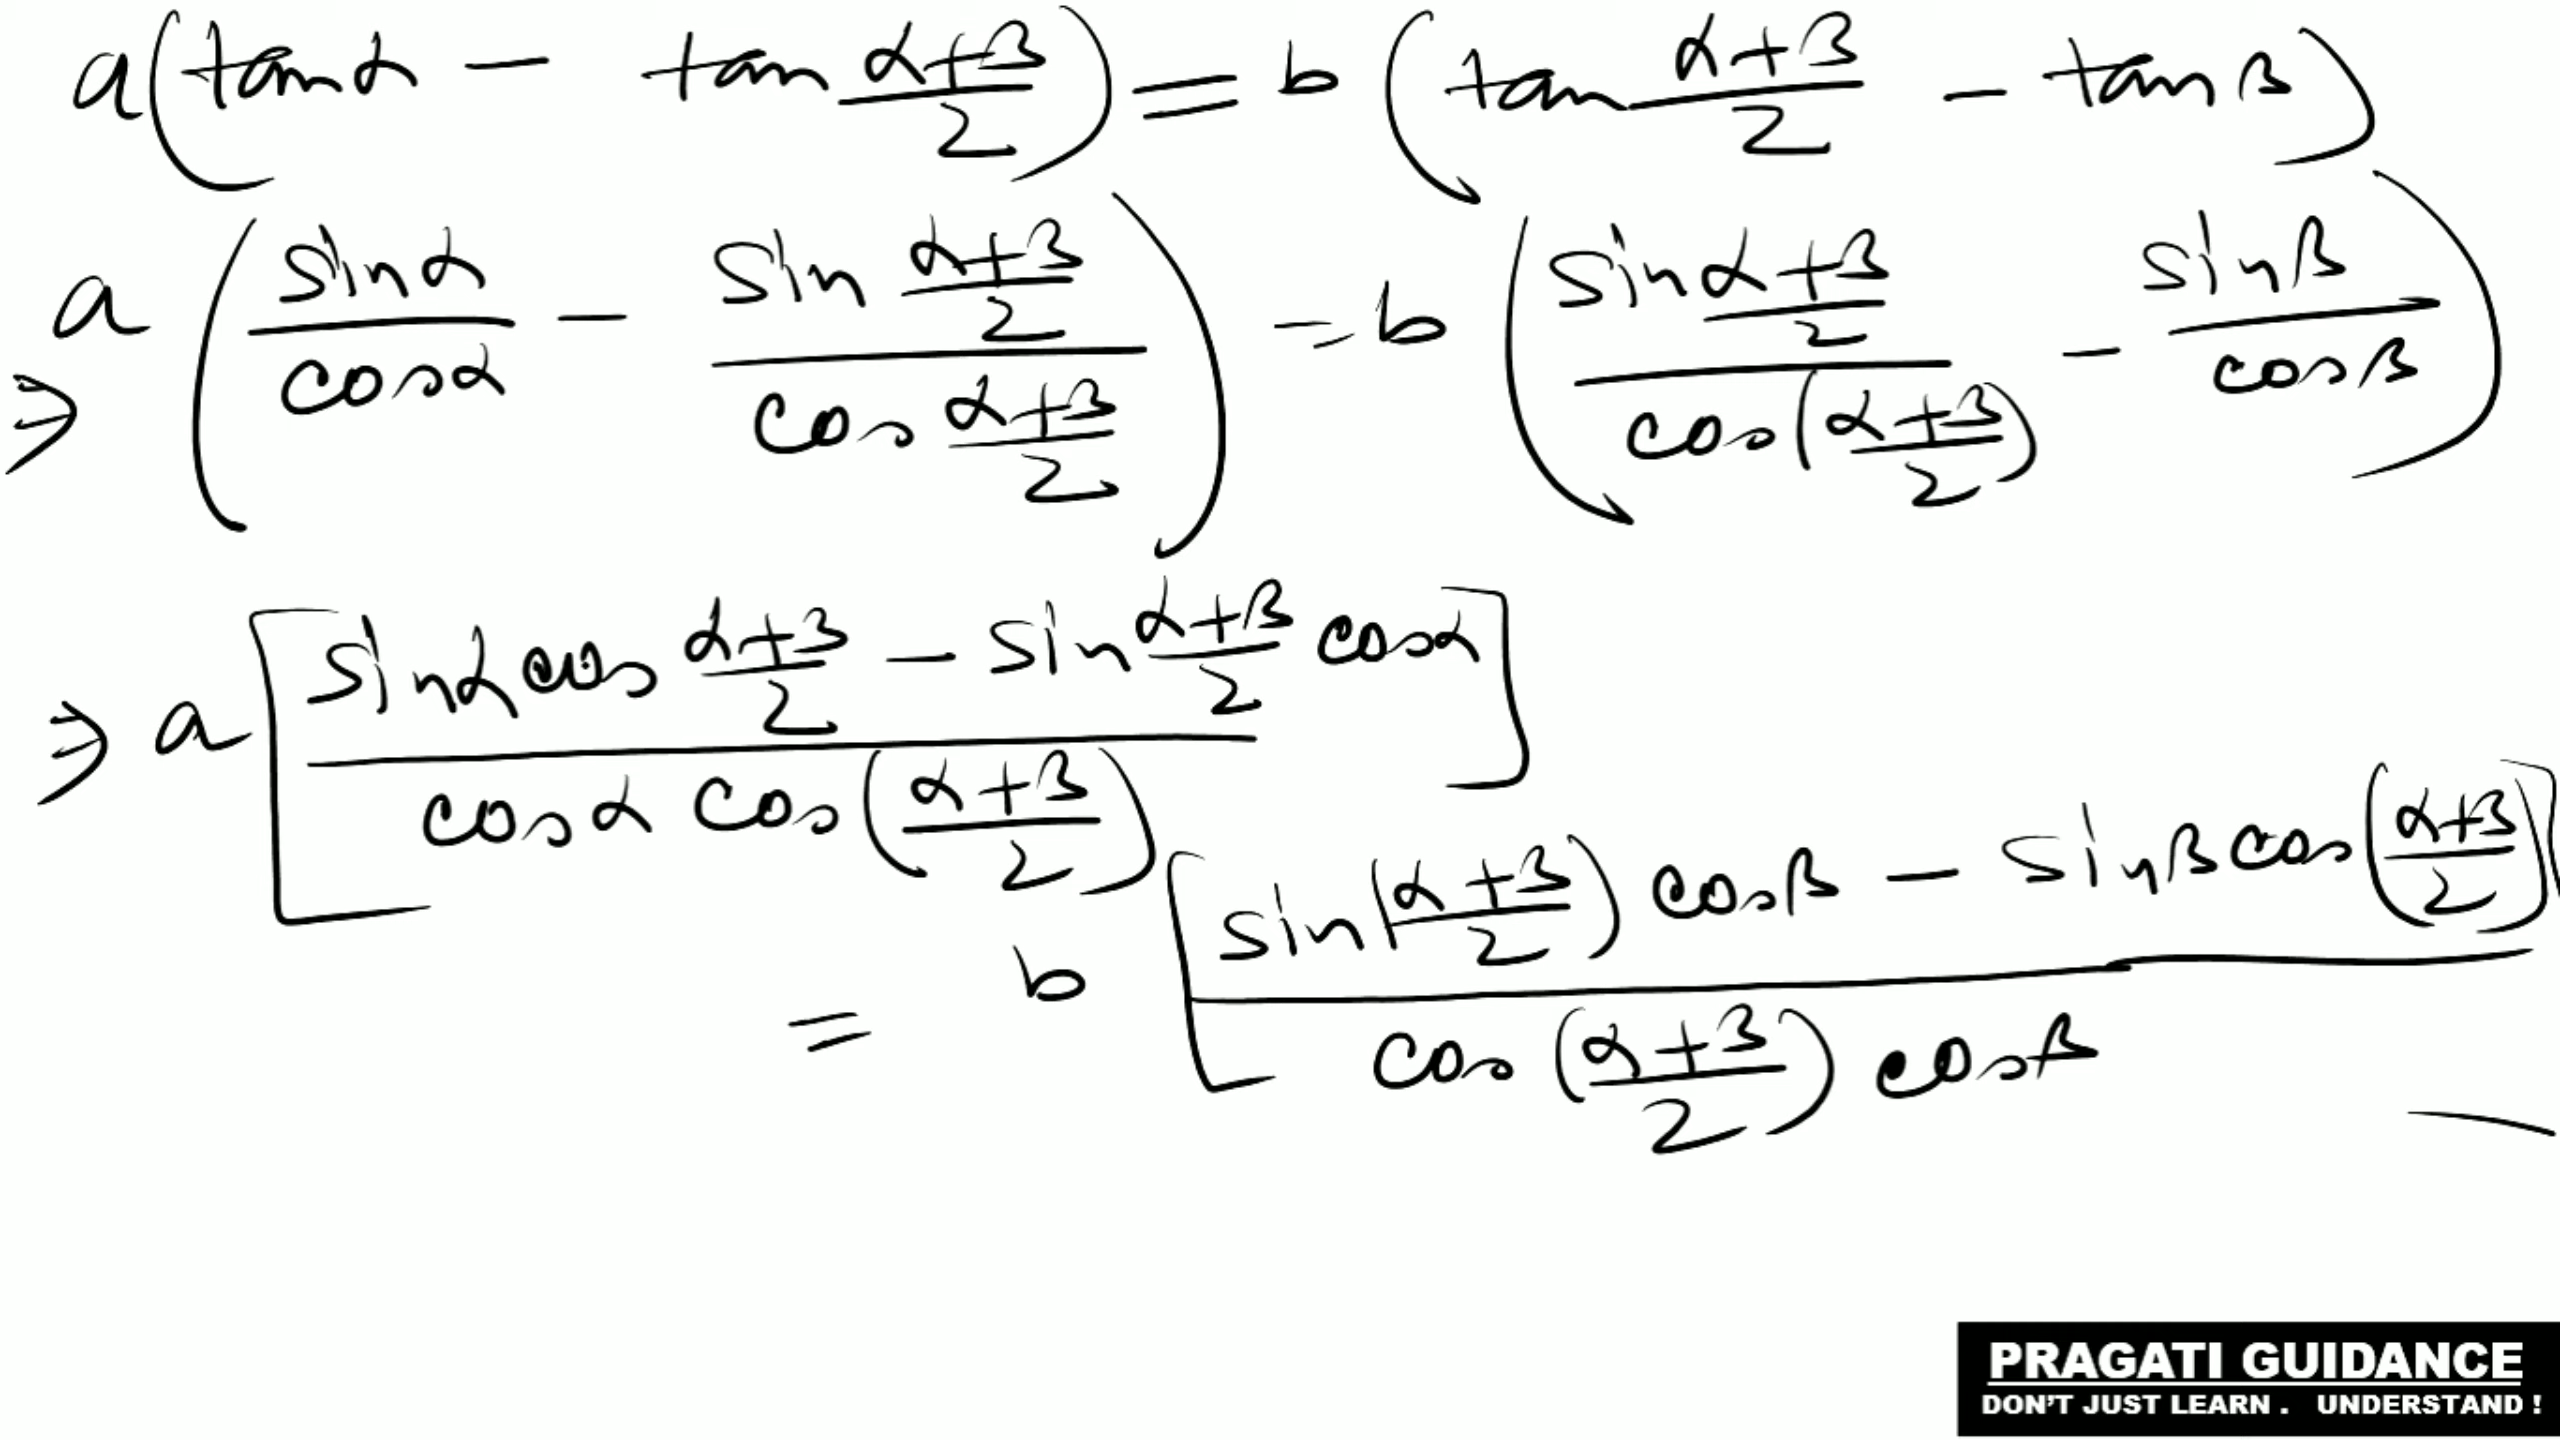 a(tanα − tan (α+β)/2) = b(tan (α+β)/2 − tanβ)
⇒ a(sinα/cosα − sin (α+β)/2 / cos (α+β)/2) = b(sin (α+β)/2 / cos((α+β)/2) − sinβ/cosβ)
⇒ a[(sinα cos (α+β)/2 − sin (α+β)/2 cosα) / (cosα cos((α+β)/2))]
= b[(sin((α+β)/2) cosβ − sinβ cos((α+β)/2)) / (cos((α+β)/2) cosβ)
PRAGATI GUIDANCE
DON'T JUST LEARN . UNDERSTAND !